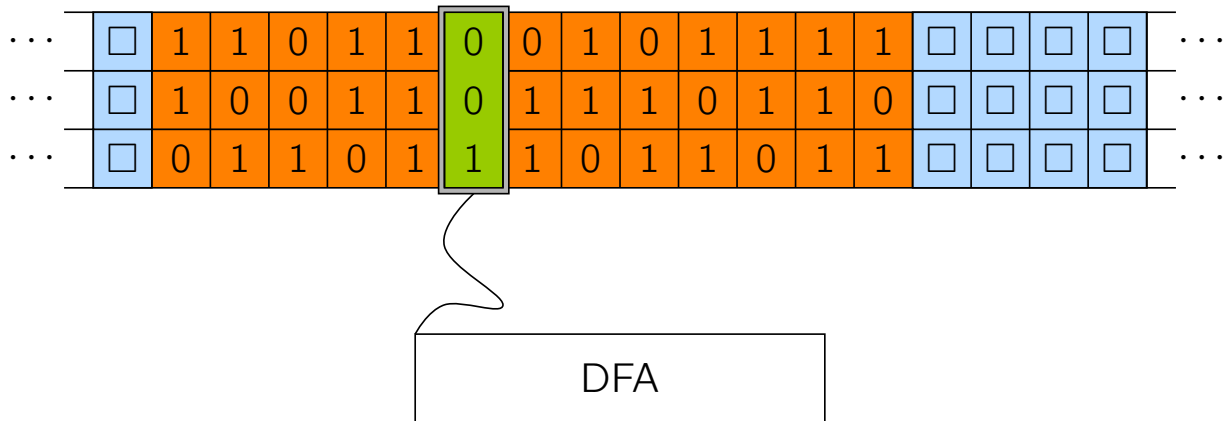 ··· □ 1 1 0 1 1 0 0 1 0 1 1 1 1 □ □ □ □ ···
··· □ 1 0 0 1 1 0 1 1 1 0 1 1 0 □ □ □ □ ···
··· □ 0 1 1 0 1 1 1 0 1 1 0 1 1 □ □ □ □ ···
DFA